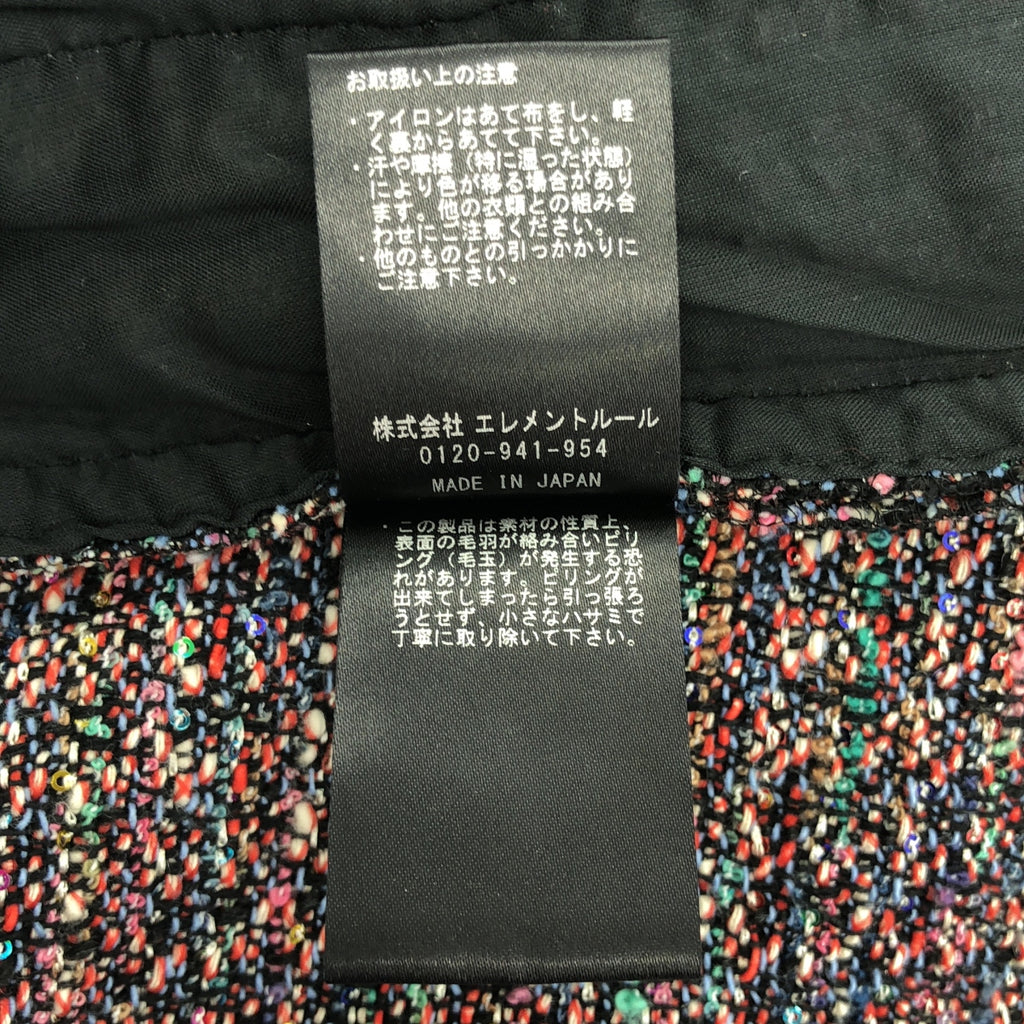 お取扱い上の注意
・アイロンはあて布をし、軽
く裏からあてて下さい。
・汗や摩擦（特に湿った状態）
により色が移る場合があり
ます。他の衣類との組み合
わせにご注意ください。
・他のものとの引っかかりに
ご注意下さい。
株式会社 エレメントルール
0120-941-954
MADE IN JAPAN
・この製品は素材の性質上、
表面の毛羽が絡み合いピリ
ング（毛玉）が発生する恐
れがあります。ピリングが
出来てしまったら引っ張ろ
うとせず、小さなハサミで
丁寧に取り除いて下さい。